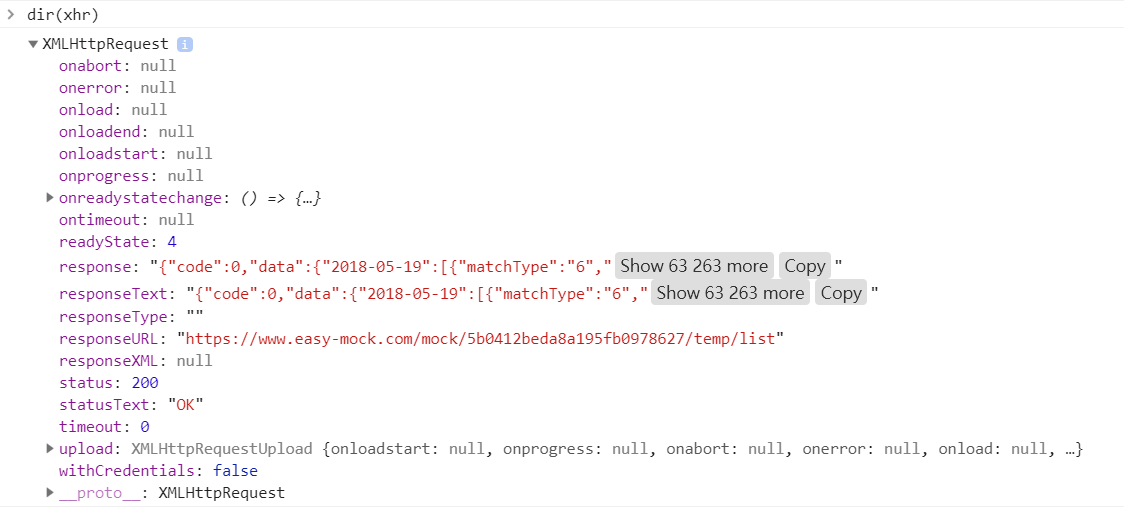 dir(xhr)
XMLHttpRequest i
onabort: null
onerror: null
onload: null
onloadend: null
onloadstart: null
onprogress: null
onreadystatechange: () => {…}
ontimeout: null
readyState: 4
response: "{"code":0,"data":{"2018-05-19":[{"matchType":"6"," Show 63 263 more Copy "
responseText: "{"code":0,"data":{"2018-05-19":[{"matchType":"6"," Show 63 263 more Copy "
responseType: ""
responseURL: "https://www.easy-mock.com/mock/5b0412beda8a195fb0978627/temp/list"
responseXML: null
status: 200
statusText: "OK"
timeout: 0
upload: XMLHttpRequestUpload {onloadstart: null, onprogress: null, onabort: null, onerror: null, onload: null, …}
withCredentials: false
__proto__: XMLHttpRequest